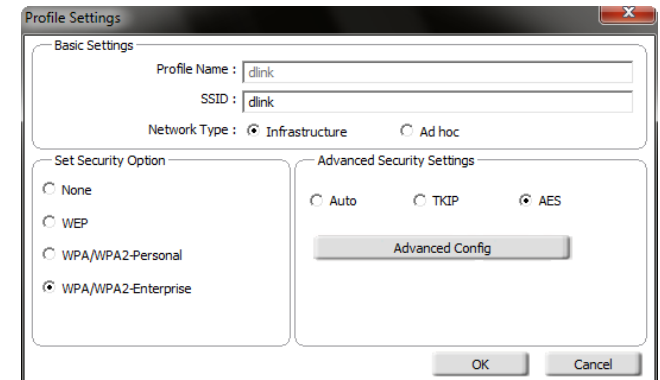 Profile Settings
Basic Settings
Profile Name : dlink
SSID : dlink
Network Type : Infrastructure Ad hoc
Set Security Option
None
WEP
WPA/WPA2-Personal
WPA/WPA2-Enterprise
Advanced Security Settings
Auto TKIP AES
Advanced Config
OK Cancel